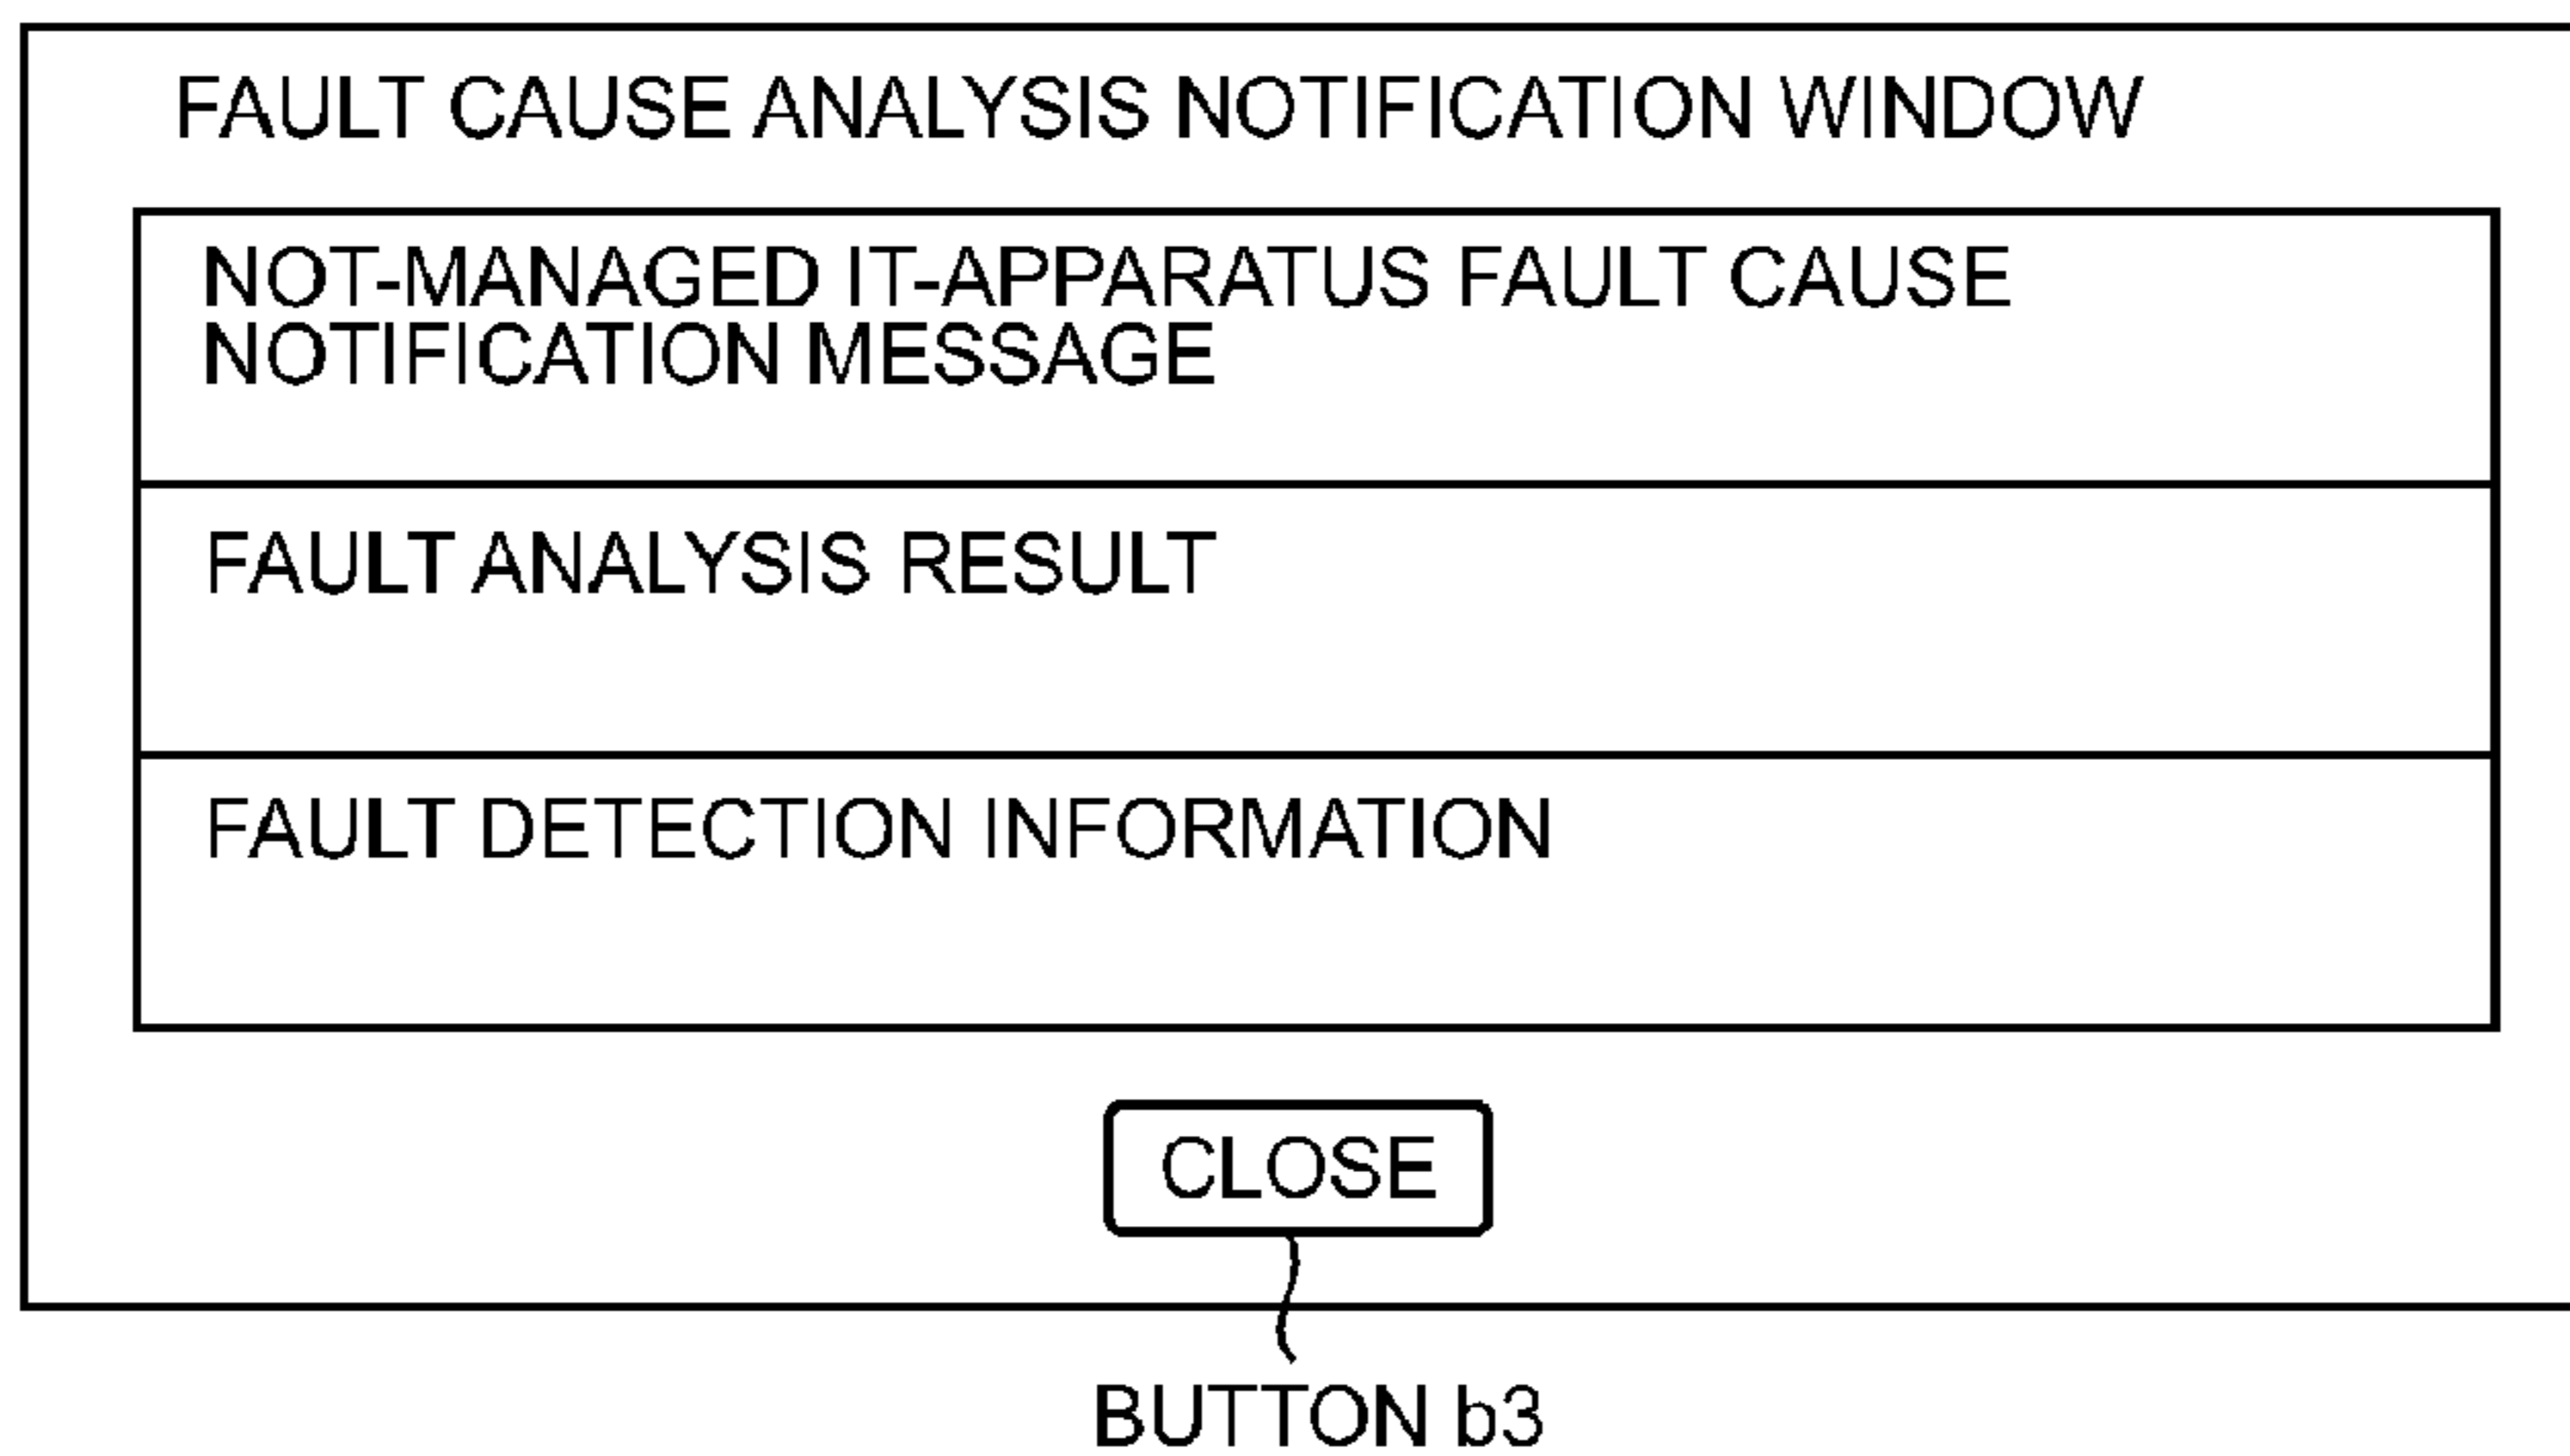 FAULT CAUSE ANALYSIS NOTIFICATION WINDOW
NOT-MANAGED IT-APPARATUS FAULT CAUSE
NOTIFICATION MESSAGE
FAULT ANALYSIS RESULT
FAULT DETECTION INFORMATION
CLOSE
BUTTON b3